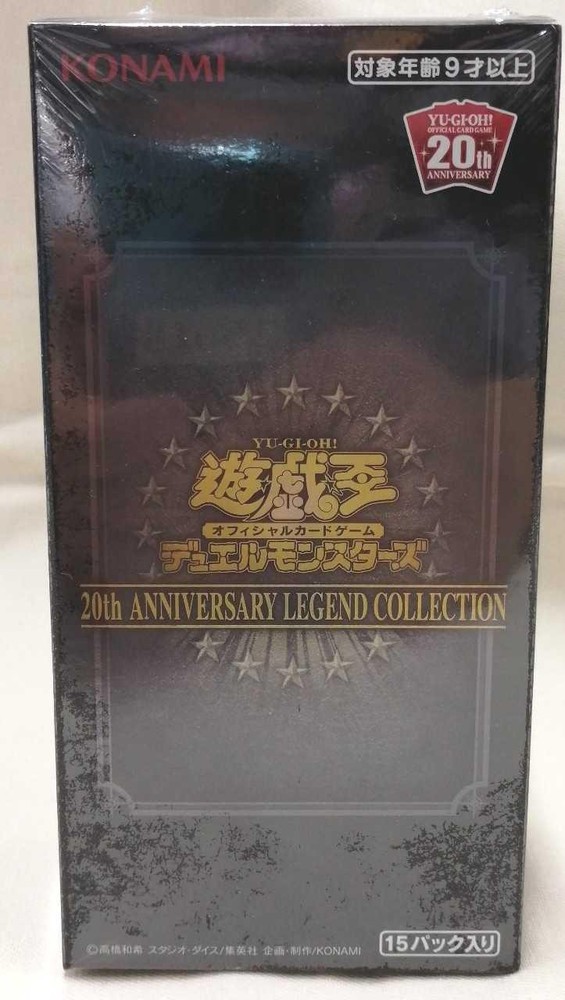 KONAMI
対象年齢9才以上
YU-GI-OH!
OFFICIAL CARD GAME
20th
ANNIVERSARY
YU-GI-OH!
遊戯王
オフィシャルカードゲーム
デュエルモンスターズ
20th ANNIVERSARY LEGEND COLLECTION
©高橋和希 スタジオ・ダイス/集英社 企画・制作/KONAMI
15パック入り